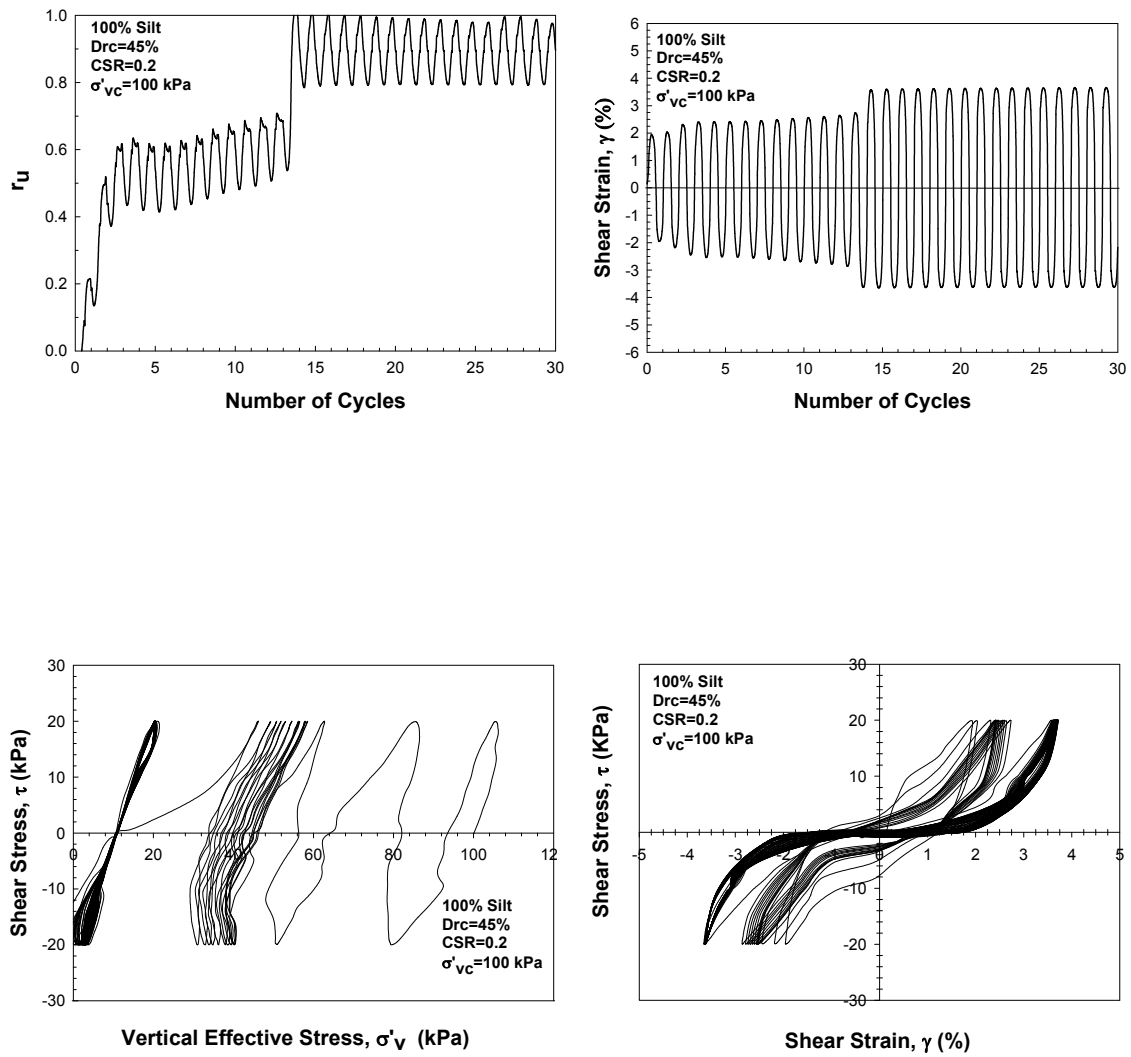 1.0
0.8
0.6
0.4
0.2
0.0
0 5 10 15 20 25 30
ru
Number of Cycles
100% Silt
Drc=45%
CSR=0.2
σ'vc=100 kPa
6
5
4
3
2
1
0
-1
-2
-3
-4
-5
-6
0 5 10 15 20 25 30
Shear Strain, γ (%)
Number of Cycles
100% Silt
Drc=45%
CSR=0.2
σ'vc=100 kPa
30
20
10
0
-10
-20
-30
0 20 40 60 80 100 12
Shear Stress, τ (kPa)
Vertical Effective Stress, σ'v (kPa)
100% Silt
Drc=45%
CSR=0.2
σ'vc=100 kPa
30
20
10
0
-10
-20
-30
-5 -4 -3 -2 -1 0 1 2 3 4 5
Shear Stress, τ (KPa)
Shear Strain, γ (%)
100% Silt
Drc=45%
CSR=0.2
σ'vc=100 kPa